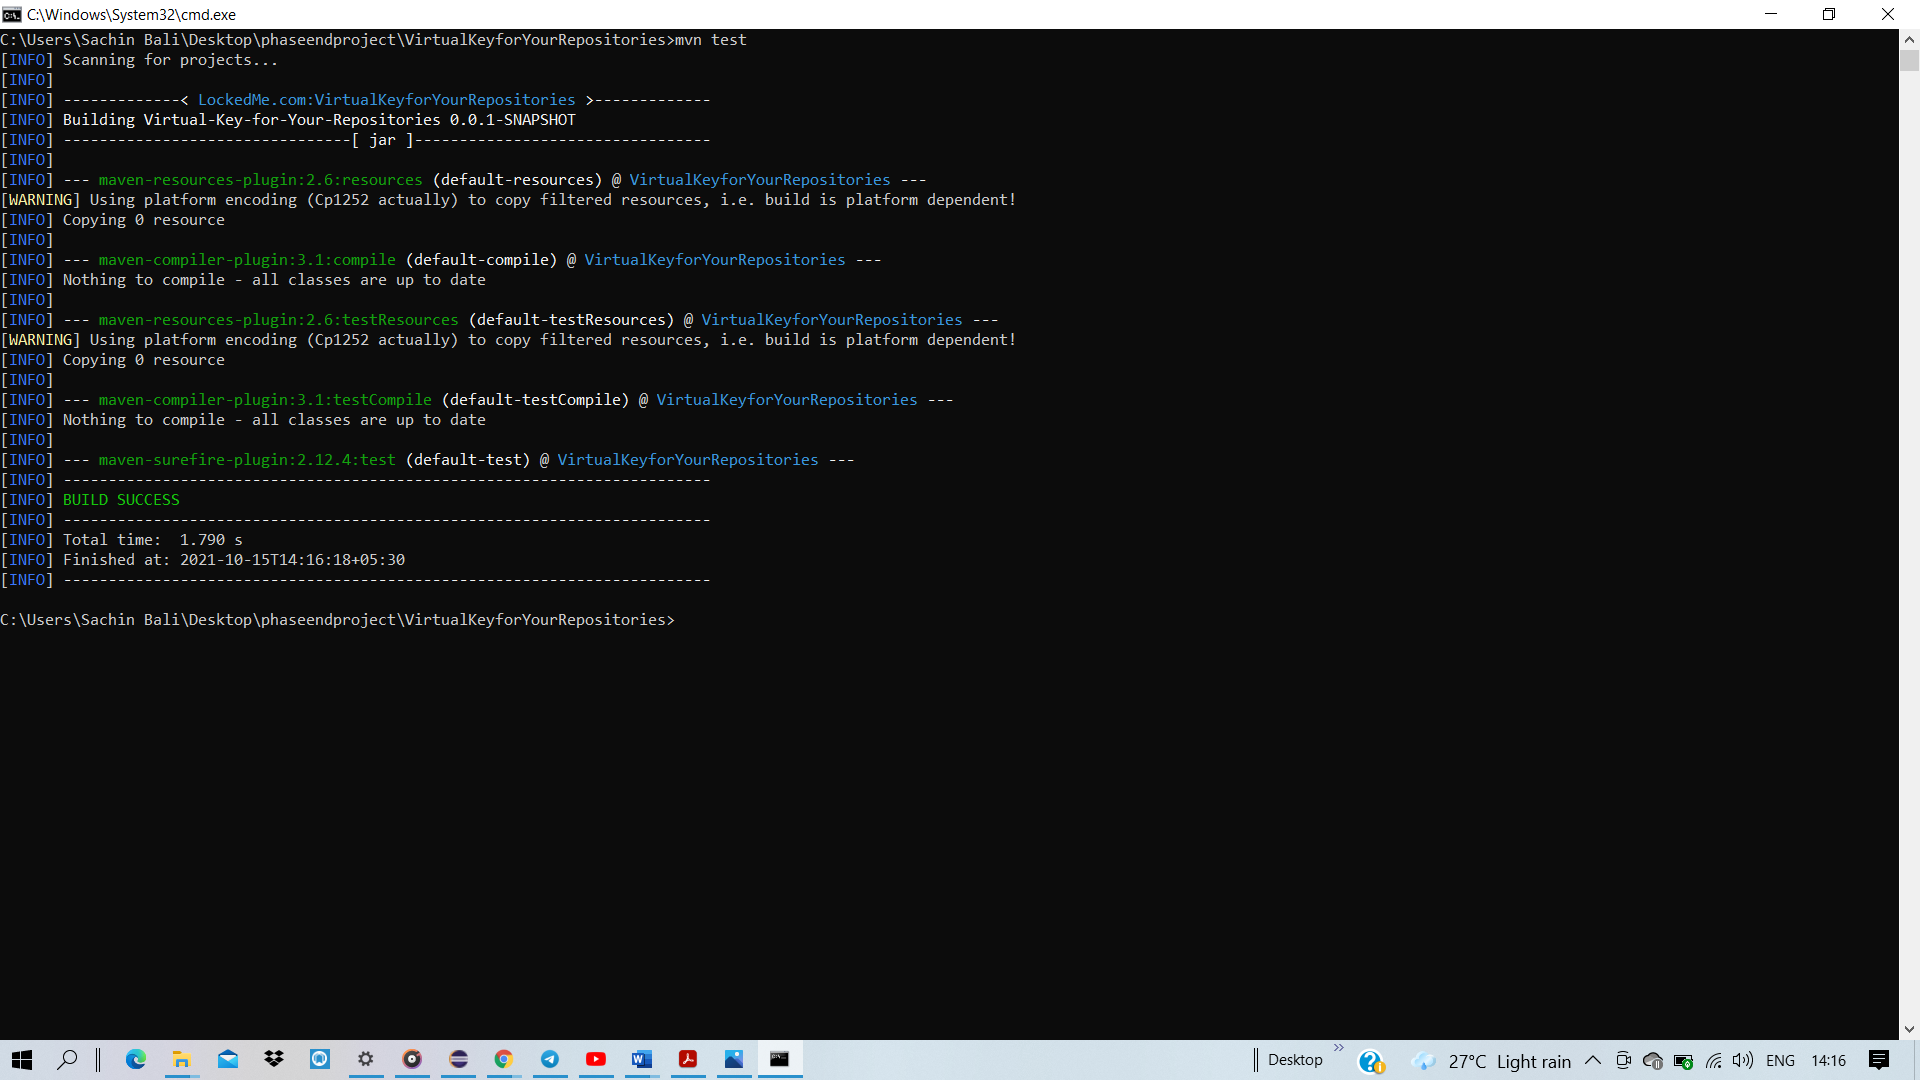 C:\Windows\System32\cmd.exe
C:\Users\Sachin Bali\Desktop\phaseendproject\VirtualKeyforYourRepositories>mvn test
[INFO] Scanning for projects...
[INFO]
[INFO] -------------< LockedMe.com:VirtualKeyforYourRepositories >-------------
[INFO] Building Virtual-Key-for-Your-Repositories 0.0.1-SNAPSHOT
[INFO] --------------------------------[ jar ]---------------------------------
[INFO]
[INFO] --- maven-resources-plugin:2.6:resources (default-resources) @ VirtualKeyforYourRepositories ---
[WARNING] Using platform encoding (Cp1252 actually) to copy filtered resources, i.e. build is platform dependent!
[INFO] Copying 0 resource
[INFO]
[INFO] --- maven-compiler-plugin:3.1:compile (default-compile) @ VirtualKeyforYourRepositories ---
[INFO] Nothing to compile - all classes are up to date
[INFO]
[INFO] --- maven-resources-plugin:2.6:testResources (default-testResources) @ VirtualKeyforYourRepositories ---
[WARNING] Using platform encoding (Cp1252 actually) to copy filtered resources, i.e. build is platform dependent!
[INFO] Copying 0 resource
[INFO]
[INFO] --- maven-compiler-plugin:3.1:testCompile (default-testCompile) @ VirtualKeyforYourRepositories ---
[INFO] Nothing to compile - all classes are up to date
[INFO]
[INFO] --- maven-surefire-plugin:2.12.4:test (default-test) @ VirtualKeyforYourRepositories ---
[INFO] ------------------------------------------------------------------------
[INFO] BUILD SUCCESS
[INFO] ------------------------------------------------------------------------
[INFO] Total time:  1.790 s
[INFO] Finished at: 2021-10-15T14:16:18+05:30
[INFO] ------------------------------------------------------------------------
C:\Users\Sachin Bali\Desktop\phaseendproject\VirtualKeyforYourRepositories>
Desktop » 27°C Light rain ENG 14:16